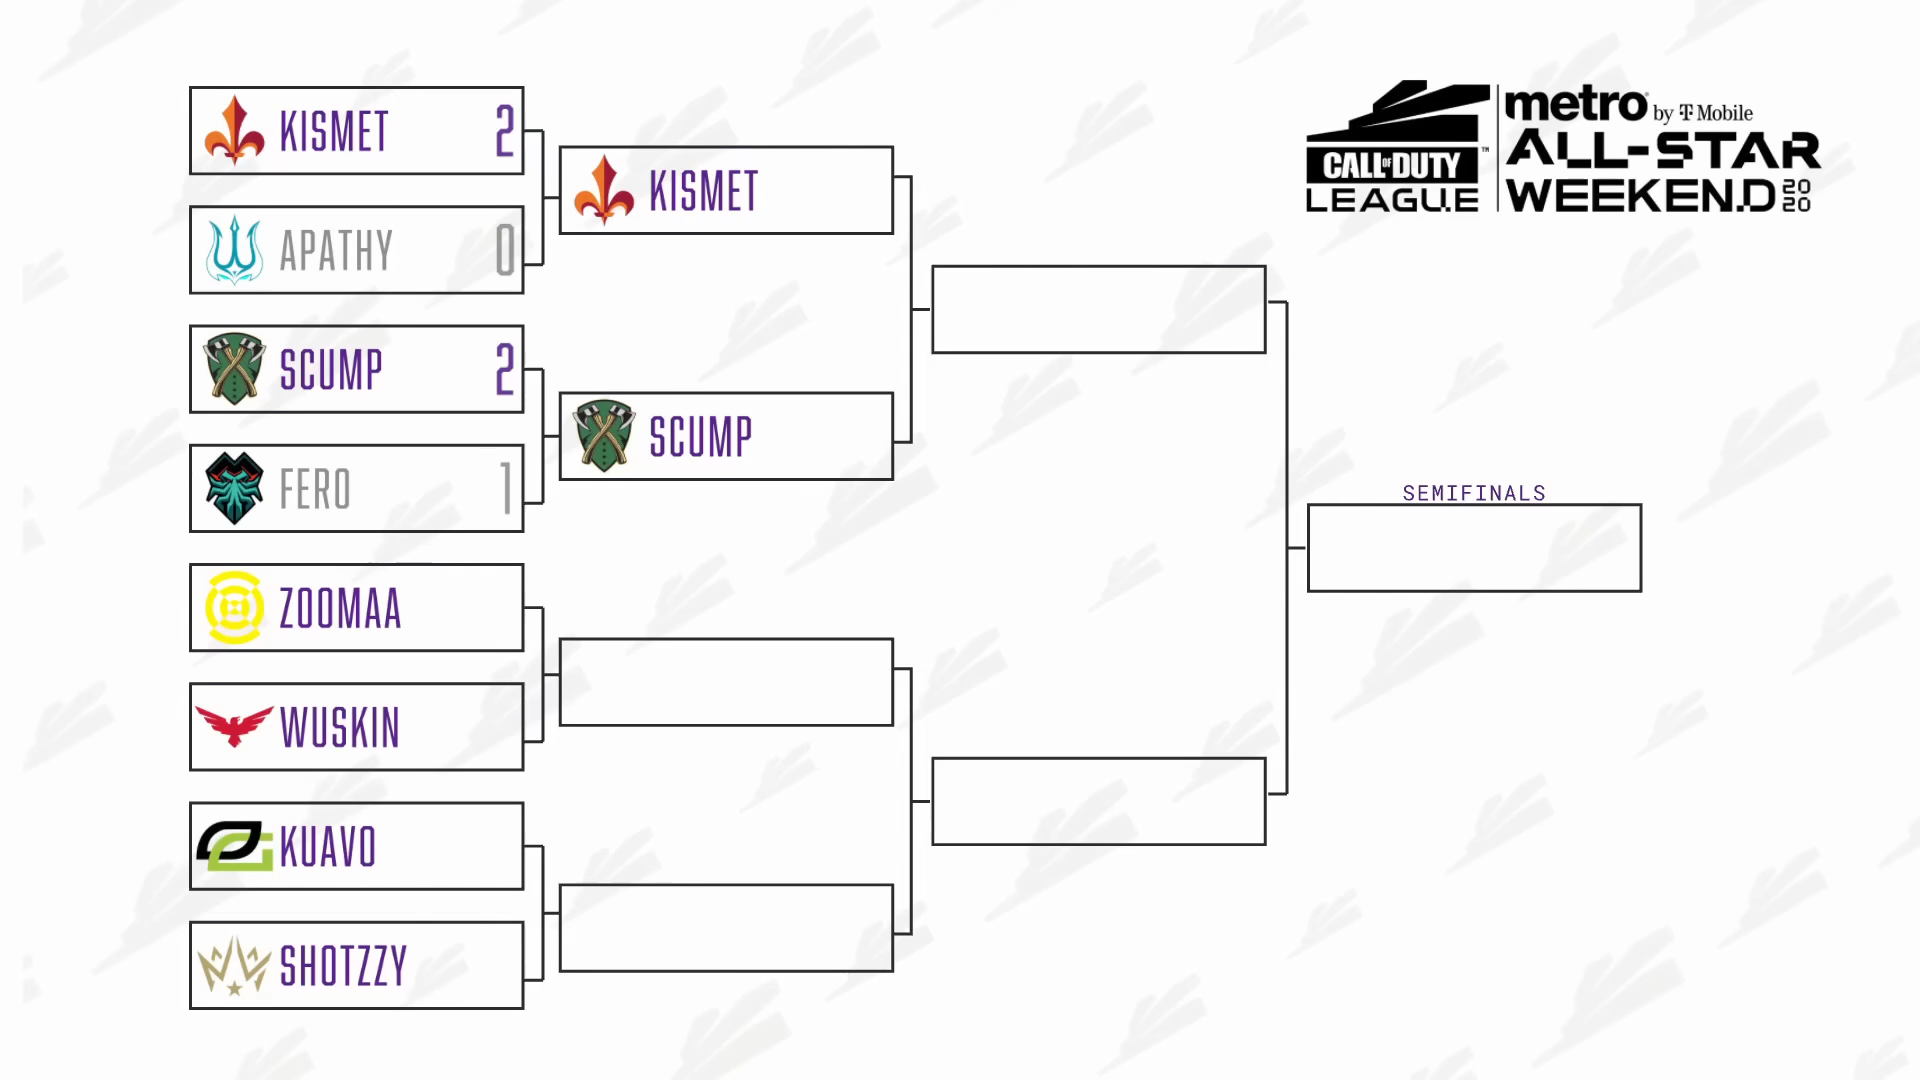 KISMET 2
APATHY 0
SCUMP 2
FERO 1
ZOOMAA
WUSKIN
KUAVO
SHOTZZY
KISMET
SCUMP
SEMIFINALS
CALL OF DUTY ™
LEAGUE
metro by T Mobile
ALL-STAR
WEEKEND 2020